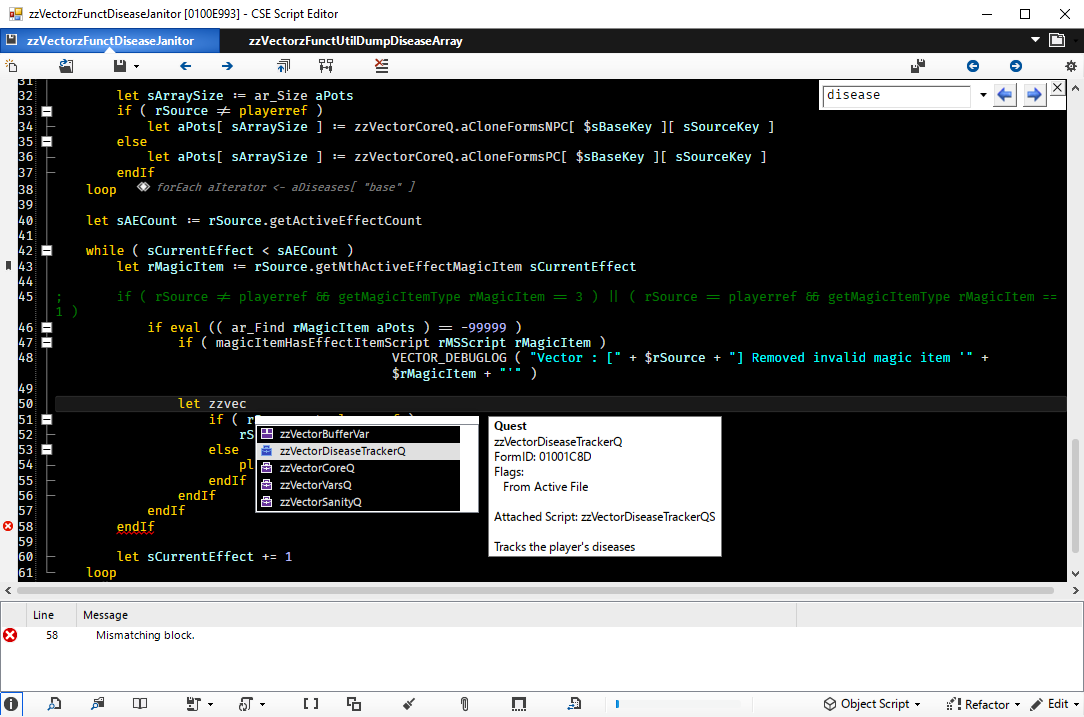 zzVectorzFunctDiseaseJanitor [0100E993] - CSE Script Editor
zzVectorzFunctDiseaseJanitor zzVectorzFunctUtilDumpDiseaseArray
disease
31
32 let sArraySize := ar_Size aPots
33 if ( rSource != playerref )
34 let aPots[ sArraySize ] := zzVectorCoreQ.aCloneFormsNPC[ $sBaseKey ][ sSourceKey ]
35 else
36 let aPots[ sArraySize ] := zzVectorCoreQ.aCloneFormsPC[ $sBaseKey ][ sSourceKey ]
37 endIf
38 loop forEach aIterator <- aDiseases[ "base" ]
39
40 let sAECount := rSource.getActiveEffectCount
41
42 while ( sCurrentEffect < sAECount )
43 let rMagicItem := rSource.getNthActiveEffectMagicItem sCurrentEffect
44
45 ; if ( rSource != playerref && getMagicItemType rMagicItem == 3 ) || ( rSource == playerref && getMagicItemType rMagicItem ==
1 )
46 if eval (( ar_Find rMagicItem aPots ) == -99999 )
47 if ( magicItemHasEffectItemScript rMSScript rMagicItem )
48 VECTOR_DEBUGLOG ( "Vector : [" + $rSource + "] Removed invalid magic item '" +
$rMagicItem + "'" )
49
50 let zzvec
51 if ( r
52 rS
53 else
54 pl
55 endIf
56 endIf
57 endIf
58 endIf
59
60 let sCurrentEffect += 1
61 loop
zzVectorBufferVar
zzVectorDiseaseTrackerQ
zzVectorCoreQ
zzVectorVarsQ
zzVectorSanityQ
Quest
zzVectorDiseaseTrackerQ
FormID: 01001C8D
Flags:
From Active File
Attached Script: zzVectorDiseaseTrackerQS
Tracks the player's diseases
Line Message
58 Mismatching block.
Object Script Refactor Edit